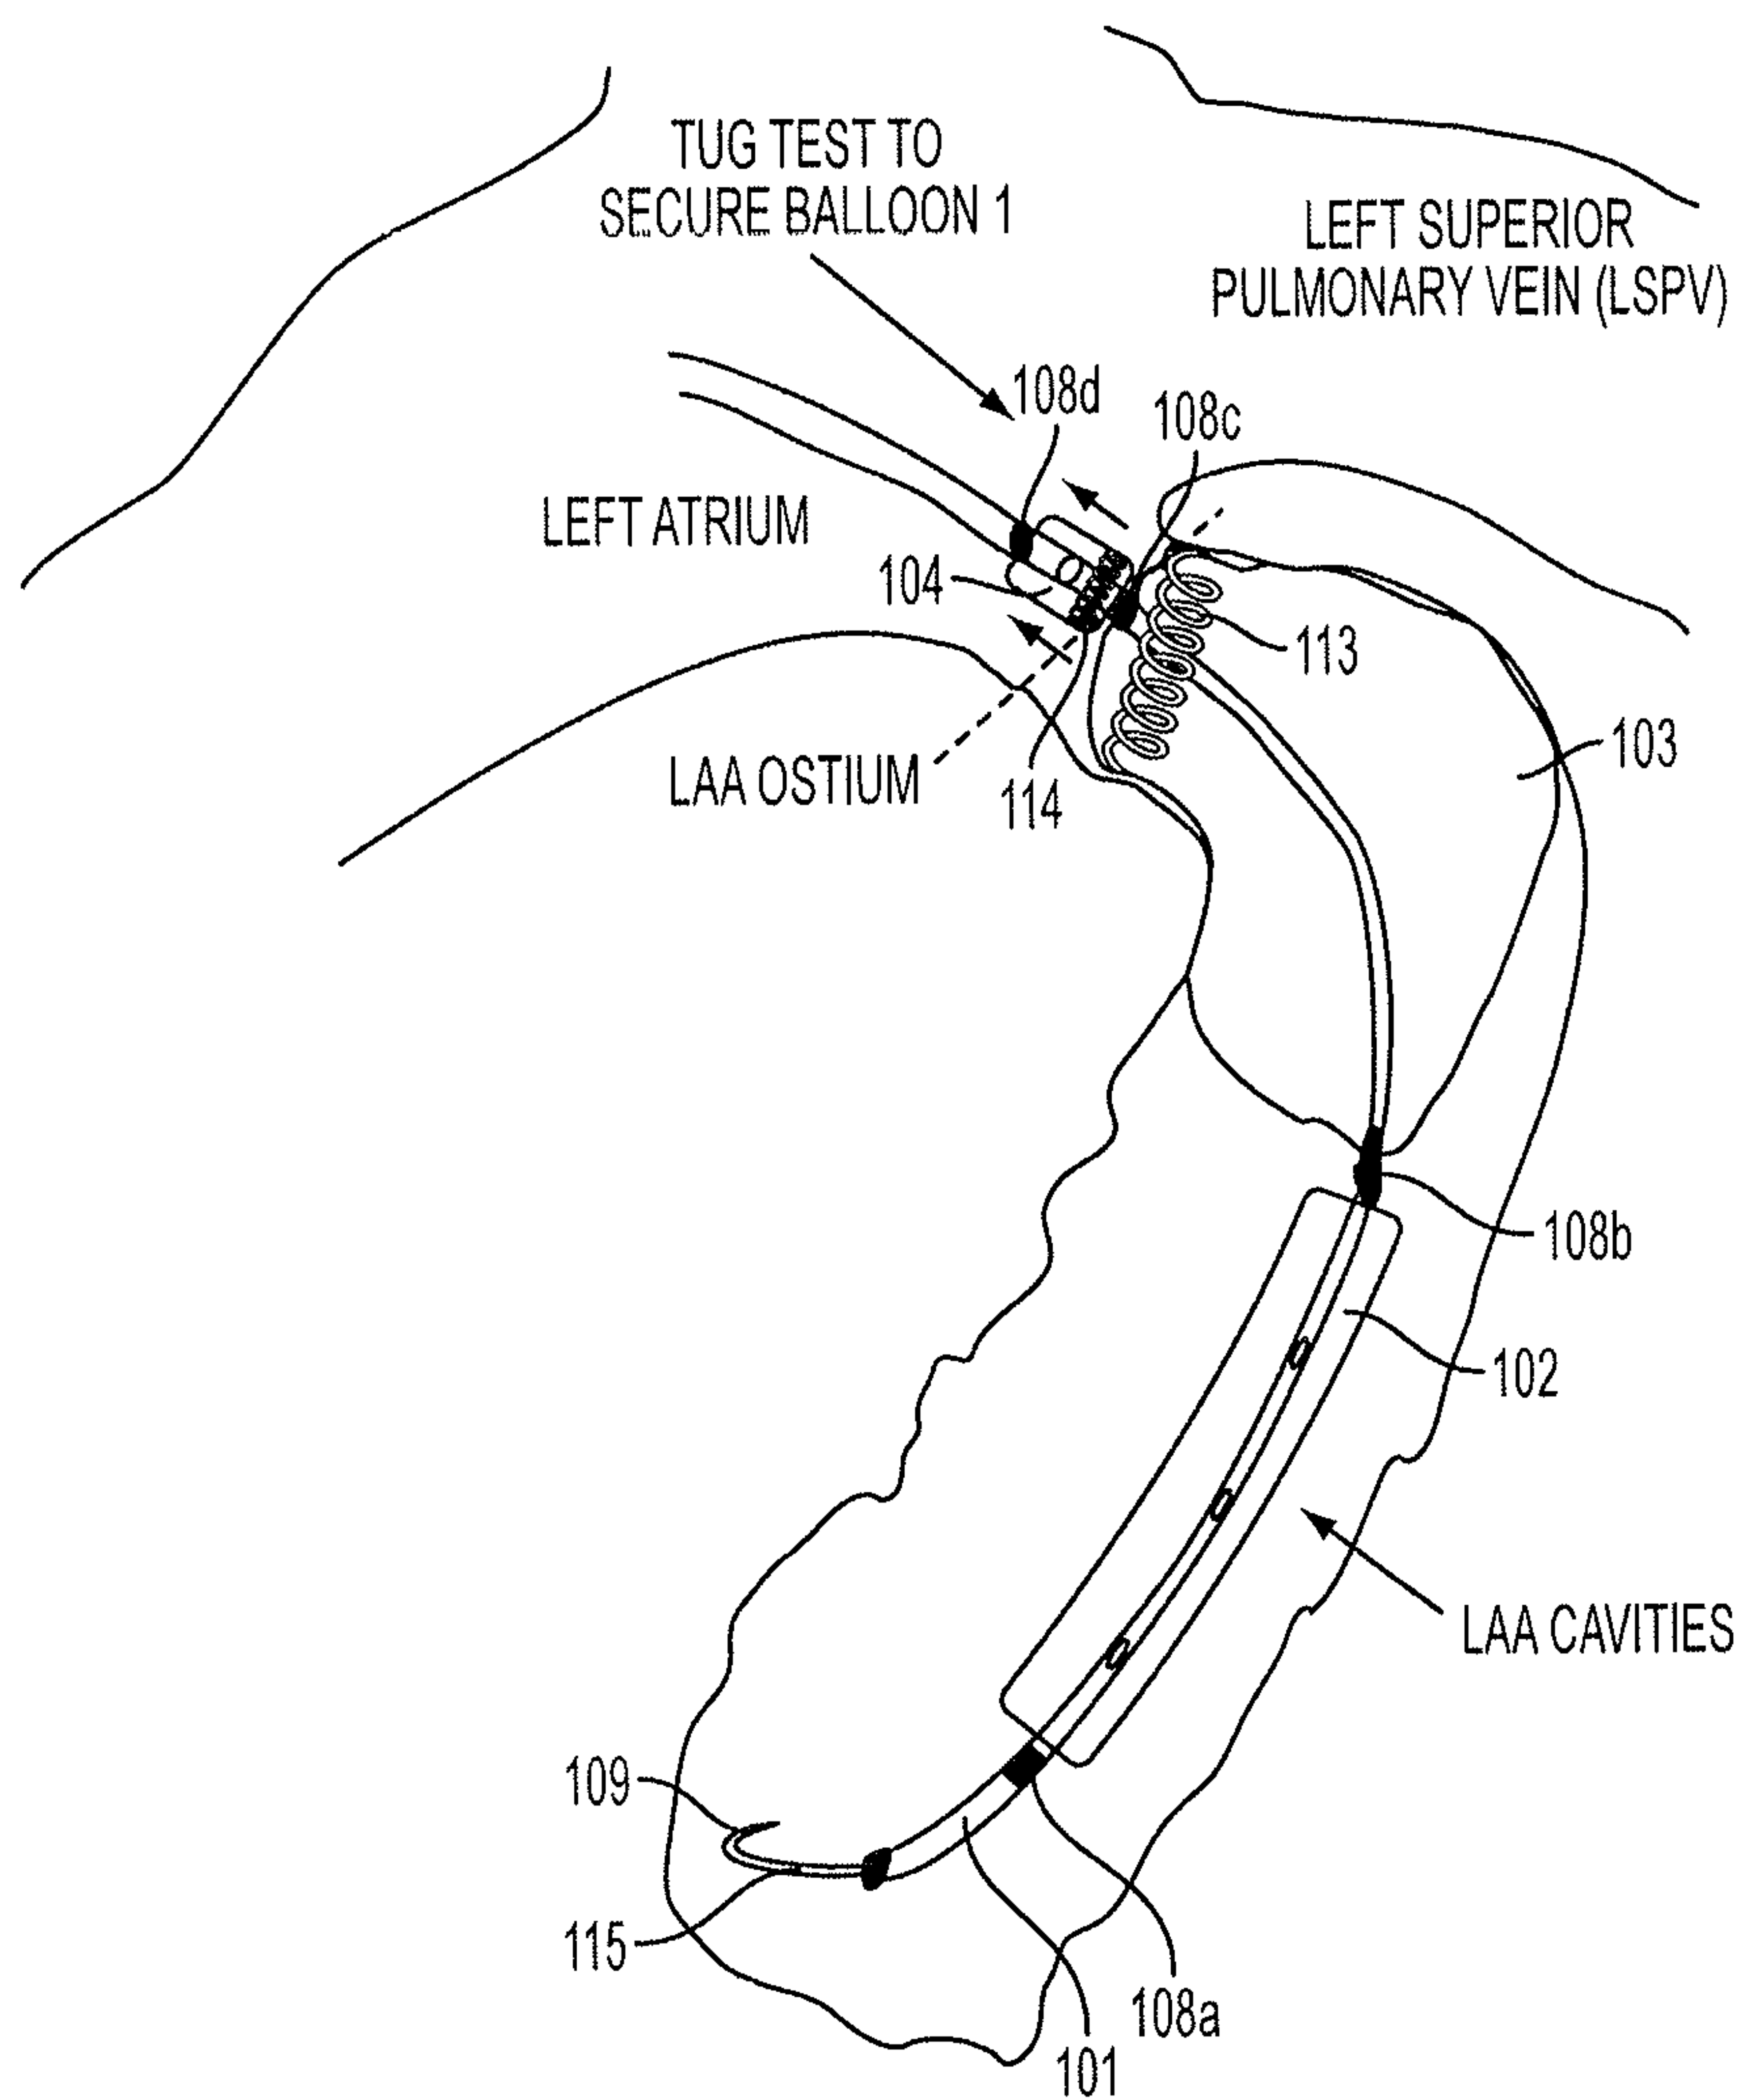 TUG TEST TO
SECURE BALLOON 1
LEFT SUPERIOR
PULMONARY VEIN (LSPV)
108d
108c
LEFT ATRIUM
104
113
103
LAA OSTIUM
114
108b
102
LAA CAVITIES
109
115
108a
101